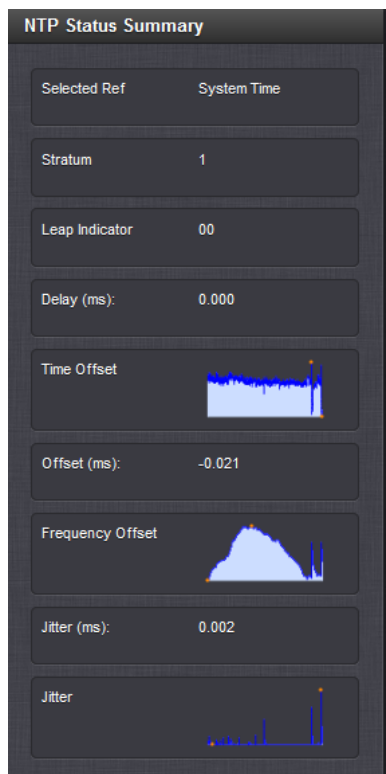 NTP Status Summary
Selected Ref System Time
Stratum 1
Leap Indicator 00
Delay (ms): 0.000
Time Offset
Offset (ms): -0.021
Frequency Offset
Jitter (ms): 0.002
Jitter